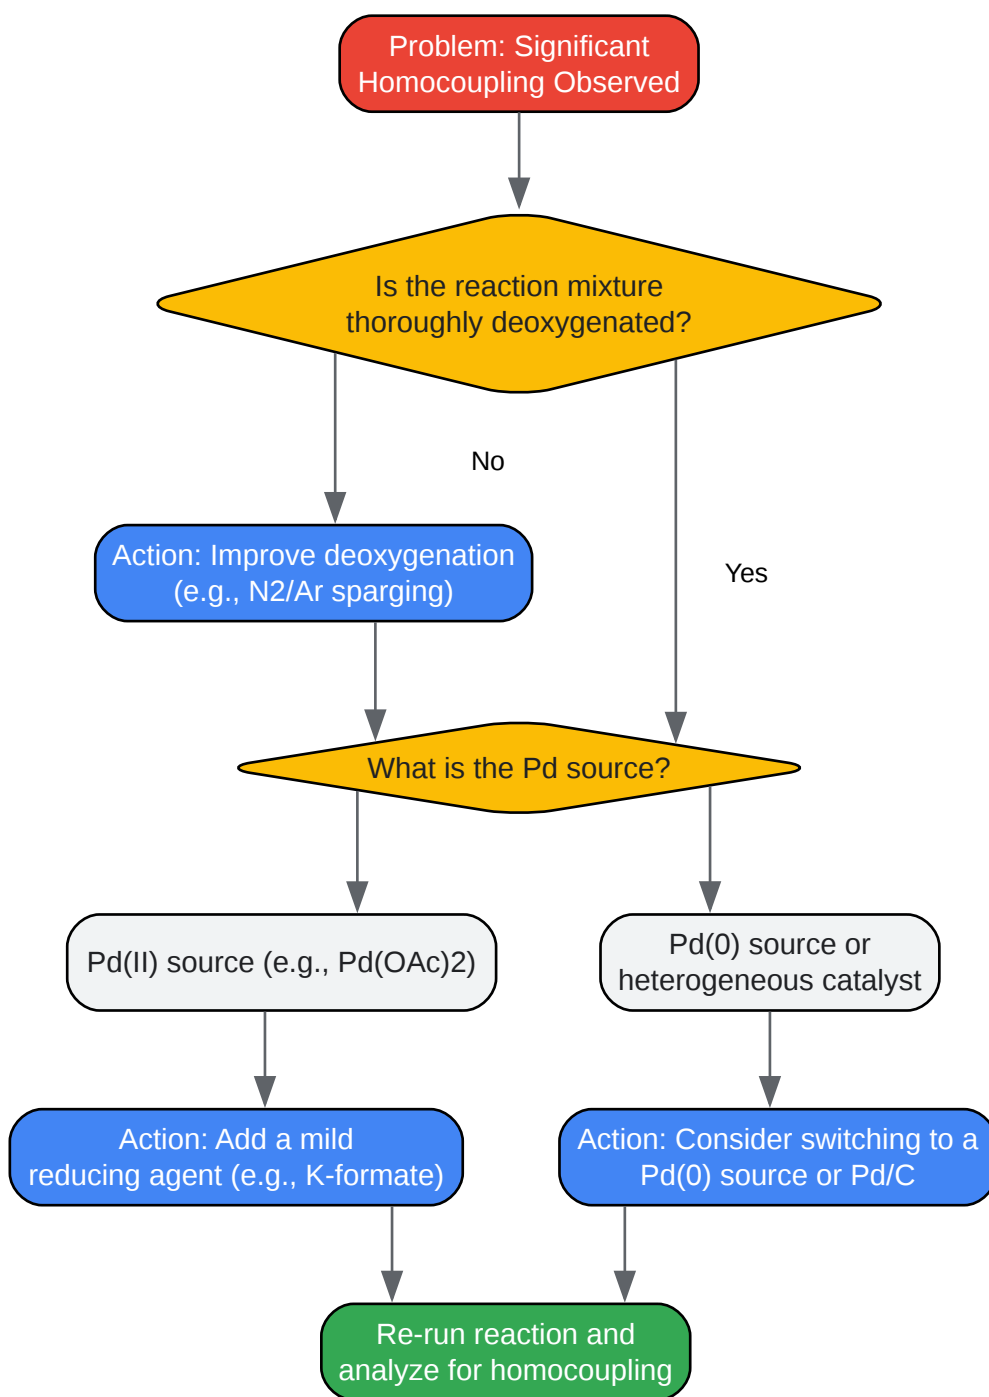 Problem: Significant
Homocoupling Observed
Is the reaction mixture
thoroughly deoxygenated?
No
Action: Improve deoxygenation
(e.g., N2/Ar sparging)
Yes
What is the Pd source?
Pd(II) source (e.g., Pd(OAc)2)
Pd(0) source or
heterogeneous catalyst
Action: Add a mild
reducing agent (e.g., K-formate)
Action: Consider switching to a
Pd(0) source or Pd/C
Re-run reaction and
analyze for homocoupling